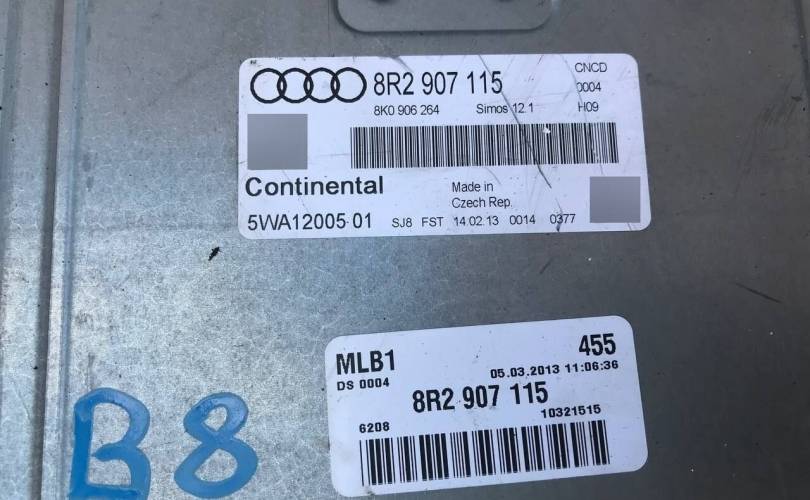 8R2 907 115
CNCD
8K0 906 264 Simos 12.1
0004
H09
Continental
Made in
Czech Rep.
5WA12005 01 SJ8 FST 14.02.13 0014 0377
MLB1 455
DS 0004 05.03.2013 11:06:36
8R2 907 115
6208 10321515
B8